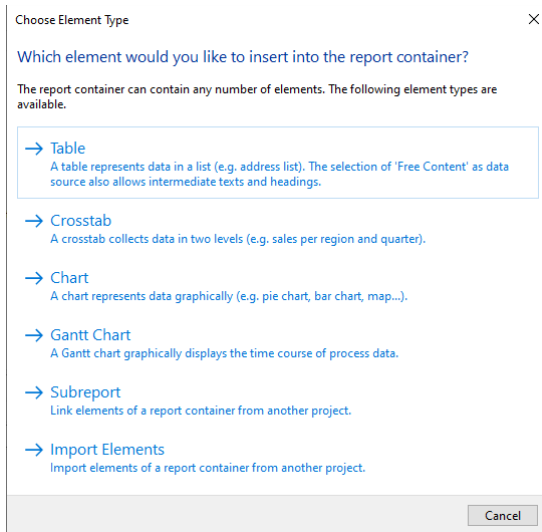 Choose Element Type
Which element would you like to insert into the report container?
The report container can contain any number of elements. The following element types are
available.
Table
A table represents data in a list (e.g. address list). The selection of 'Free Content' as data
source also allows intermediate texts and headings.
Crosstab
A crosstab collects data in two levels (e.g. sales per region and quarter).
Chart
A chart represents data graphically (e.g. pie chart, bar chart, map...).
Gantt Chart
A Gantt chart graphically displays the time course of process data.
Subreport
Link elements of a report container from another project.
Import Elements
Import elements of a report container from another project.
Cancel